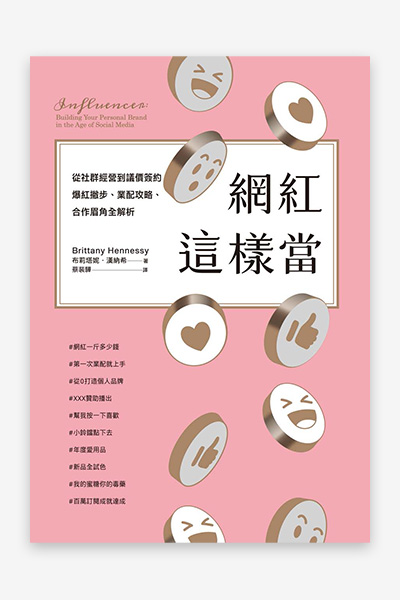 Influencer:
Building Your Personal Brand
in the Age of Social Media
從社群經營到議價簽約
爆紅撇步、業配攻略、
合作眉角全解析
網紅
這樣當
Brittany Hennessy
布莉塔妮・漢納希——著
蔡裴驊————譯
#網紅一斤多少錢
#第一次業配就上手
#從0打造個人品牌
#XXX贊助播出
#幫我按一下喜歡
#小鈴鐺點下去
#年度愛用品
#新品全試色
#我的蜜糖你的毒藥
#百萬訂閱成就達成